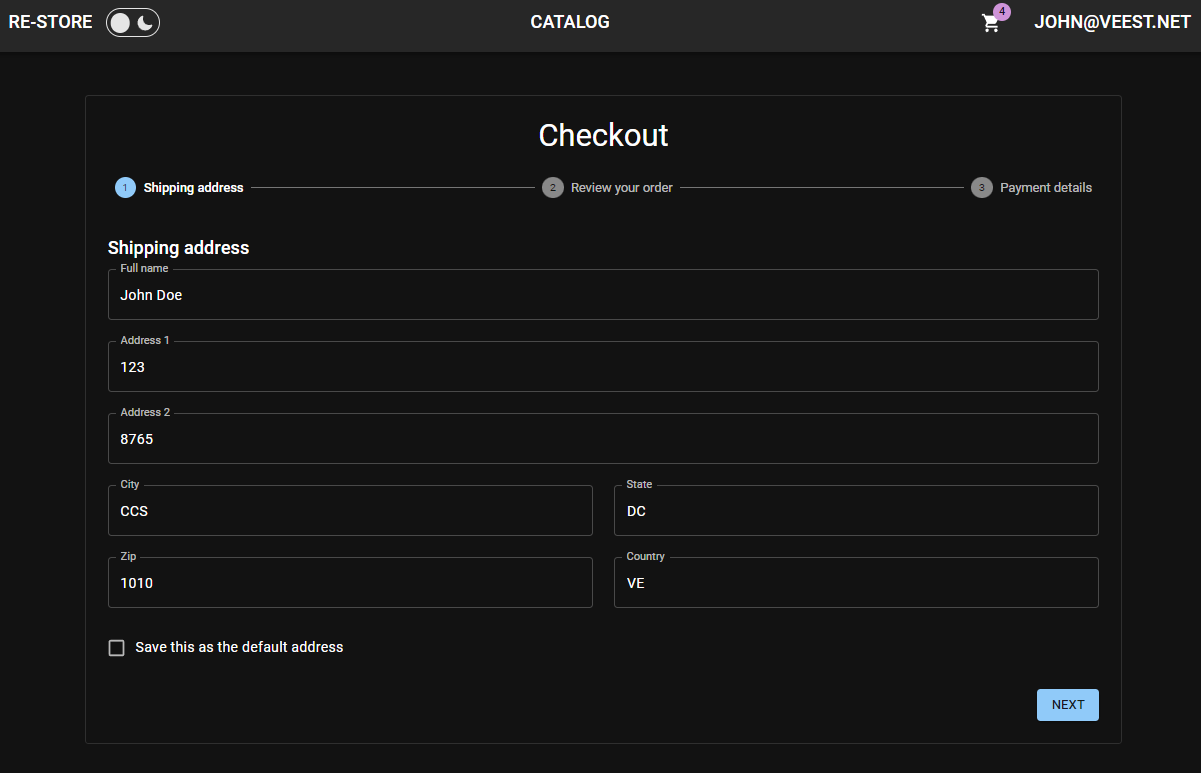 RE-STORE CATALOG 4 JOHN@VEEST.NET
Checkout
1 Shipping address 2 Review your order 3 Payment details
Shipping address
Full name
John Doe
Address 1
123
Address 2
8765
City State
CCS DC
Zip Country
1010 VE
Save this as the default address
NEXT